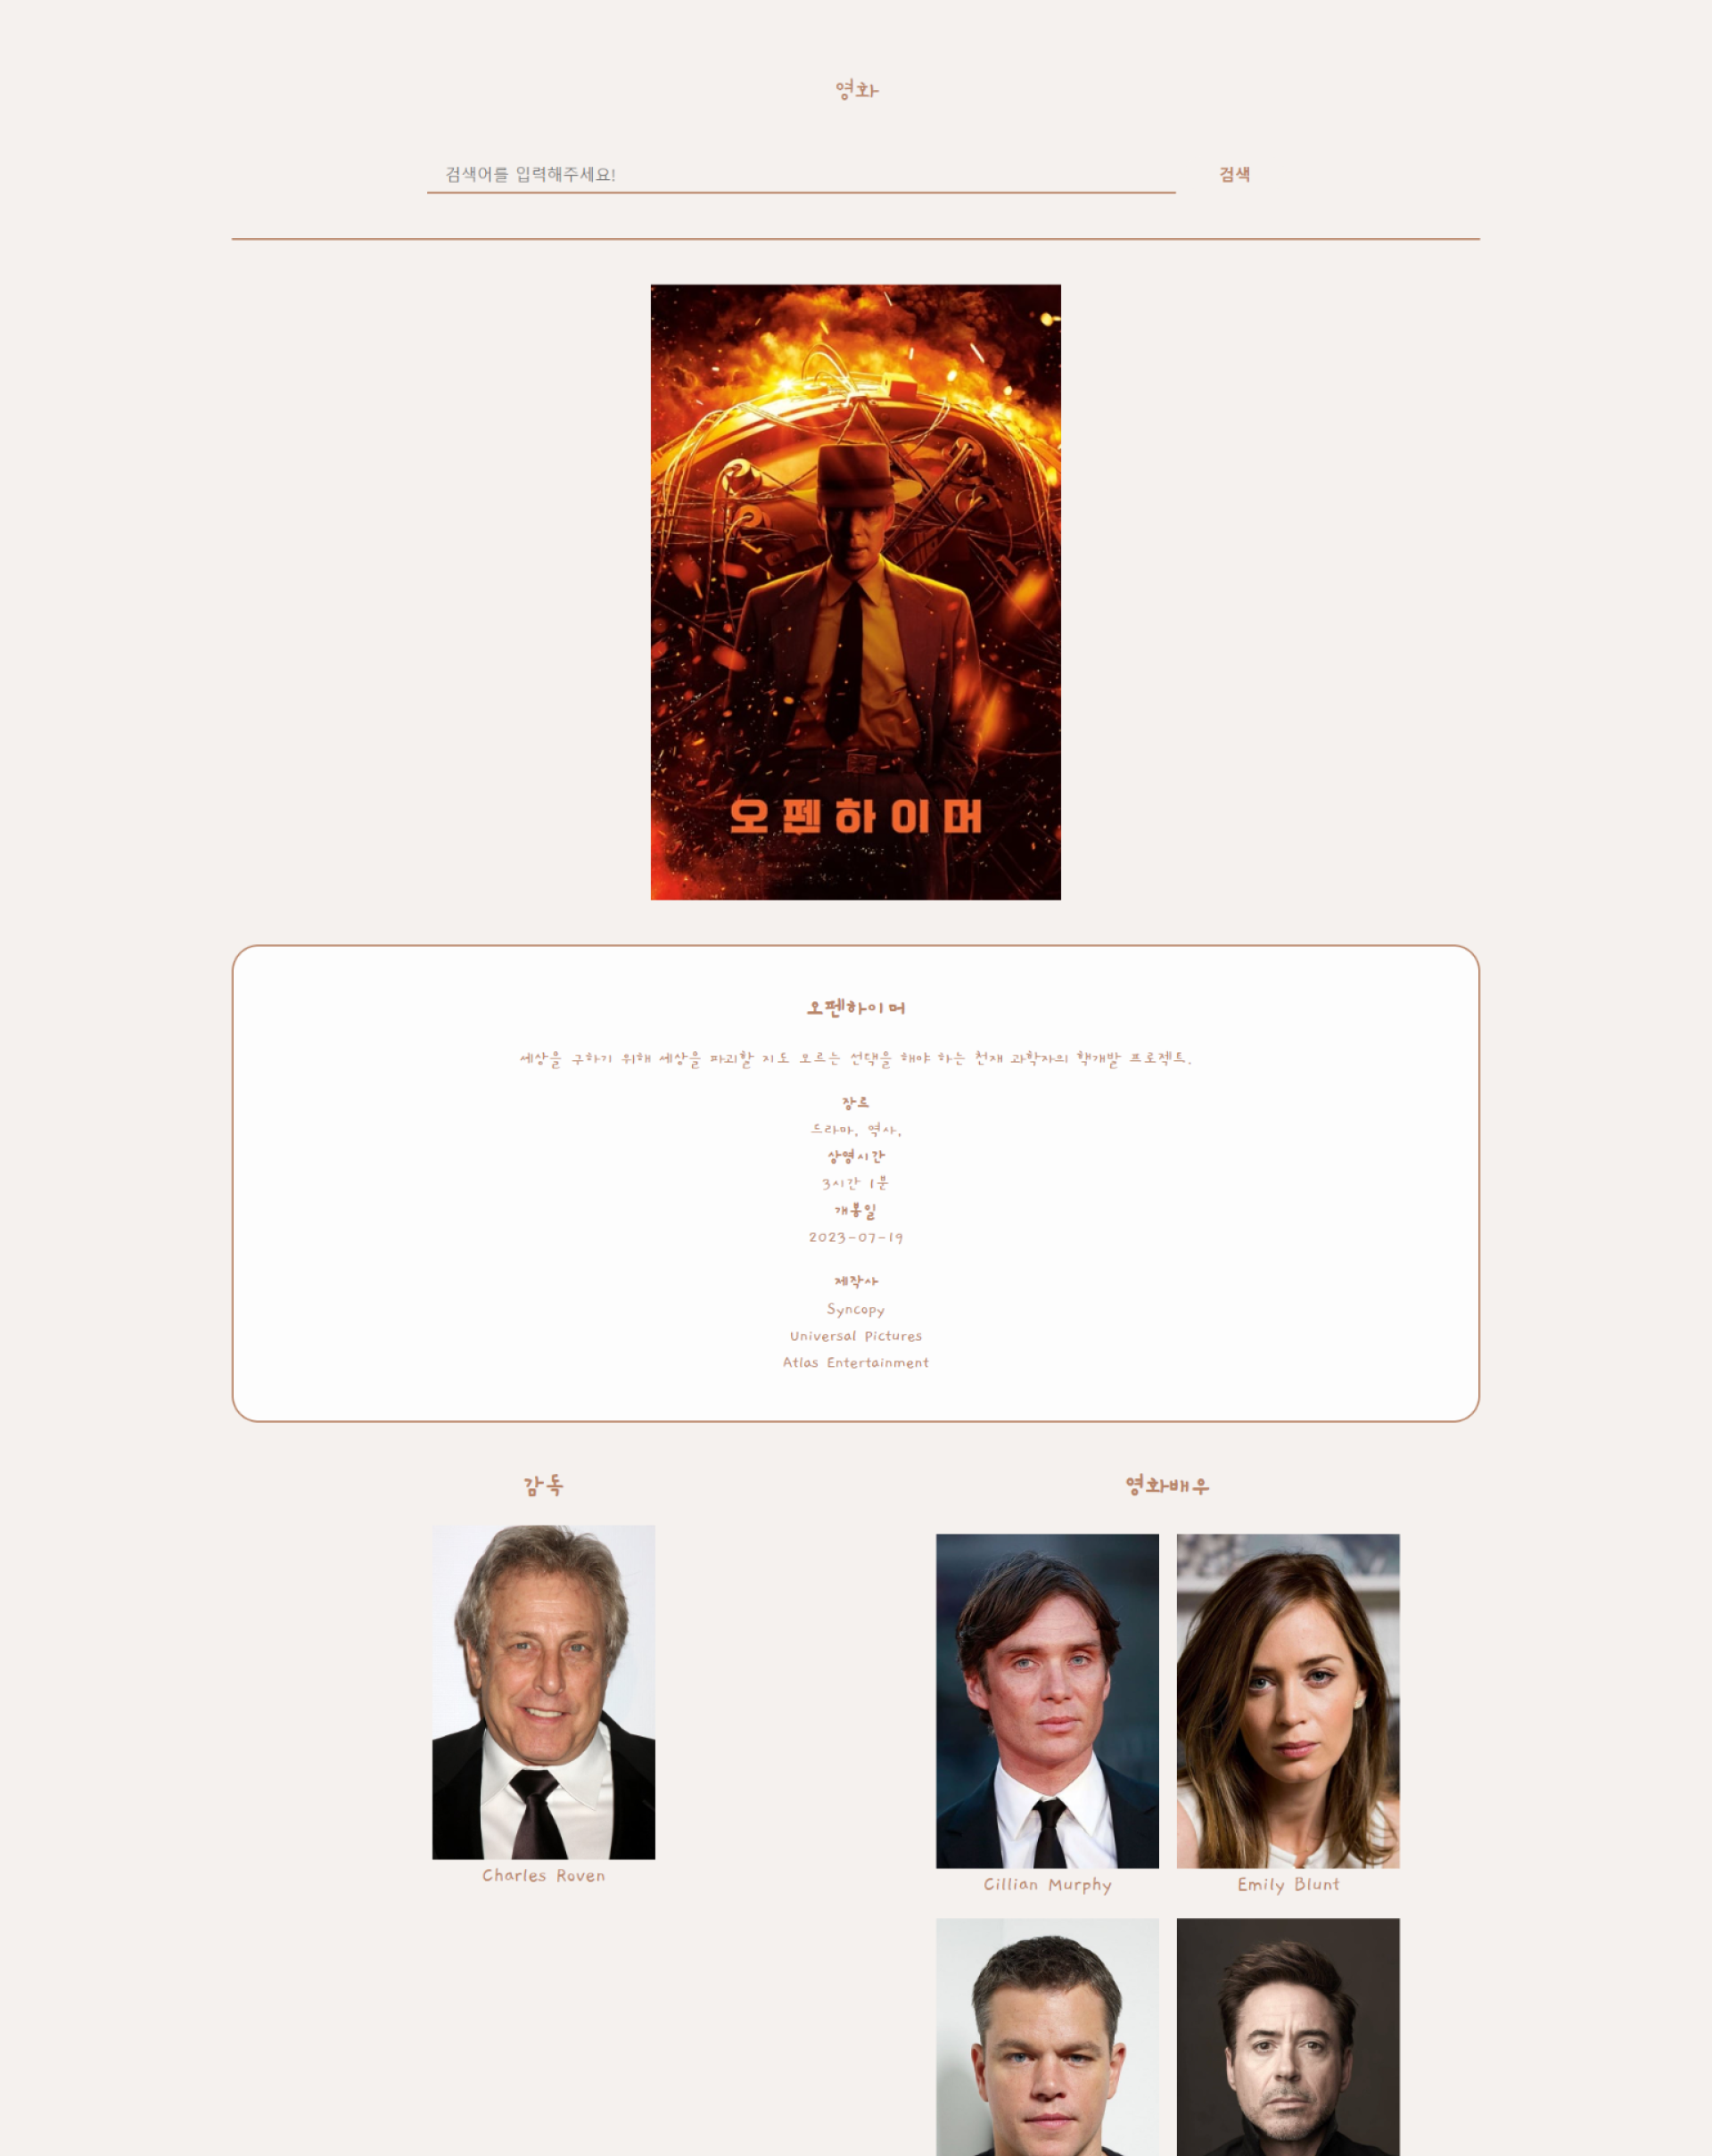 영화
검색어를 입력해주세요!
검색
오펜하이머
오펜하이머
세상을 구하기 위해 세상을 파괴할 지도 모르는 선택을 해야 하는 천재 과학자의 핵개발 프로젝트.
장르
드라마, 역사,
상영시간
3시간 1분
개봉일
2023-07-19
제작사
Syncopy
Universal Pictures
Atlas Entertainment
감독
영화배우
Charles Roven
Cillian Murphy
Emily Blunt